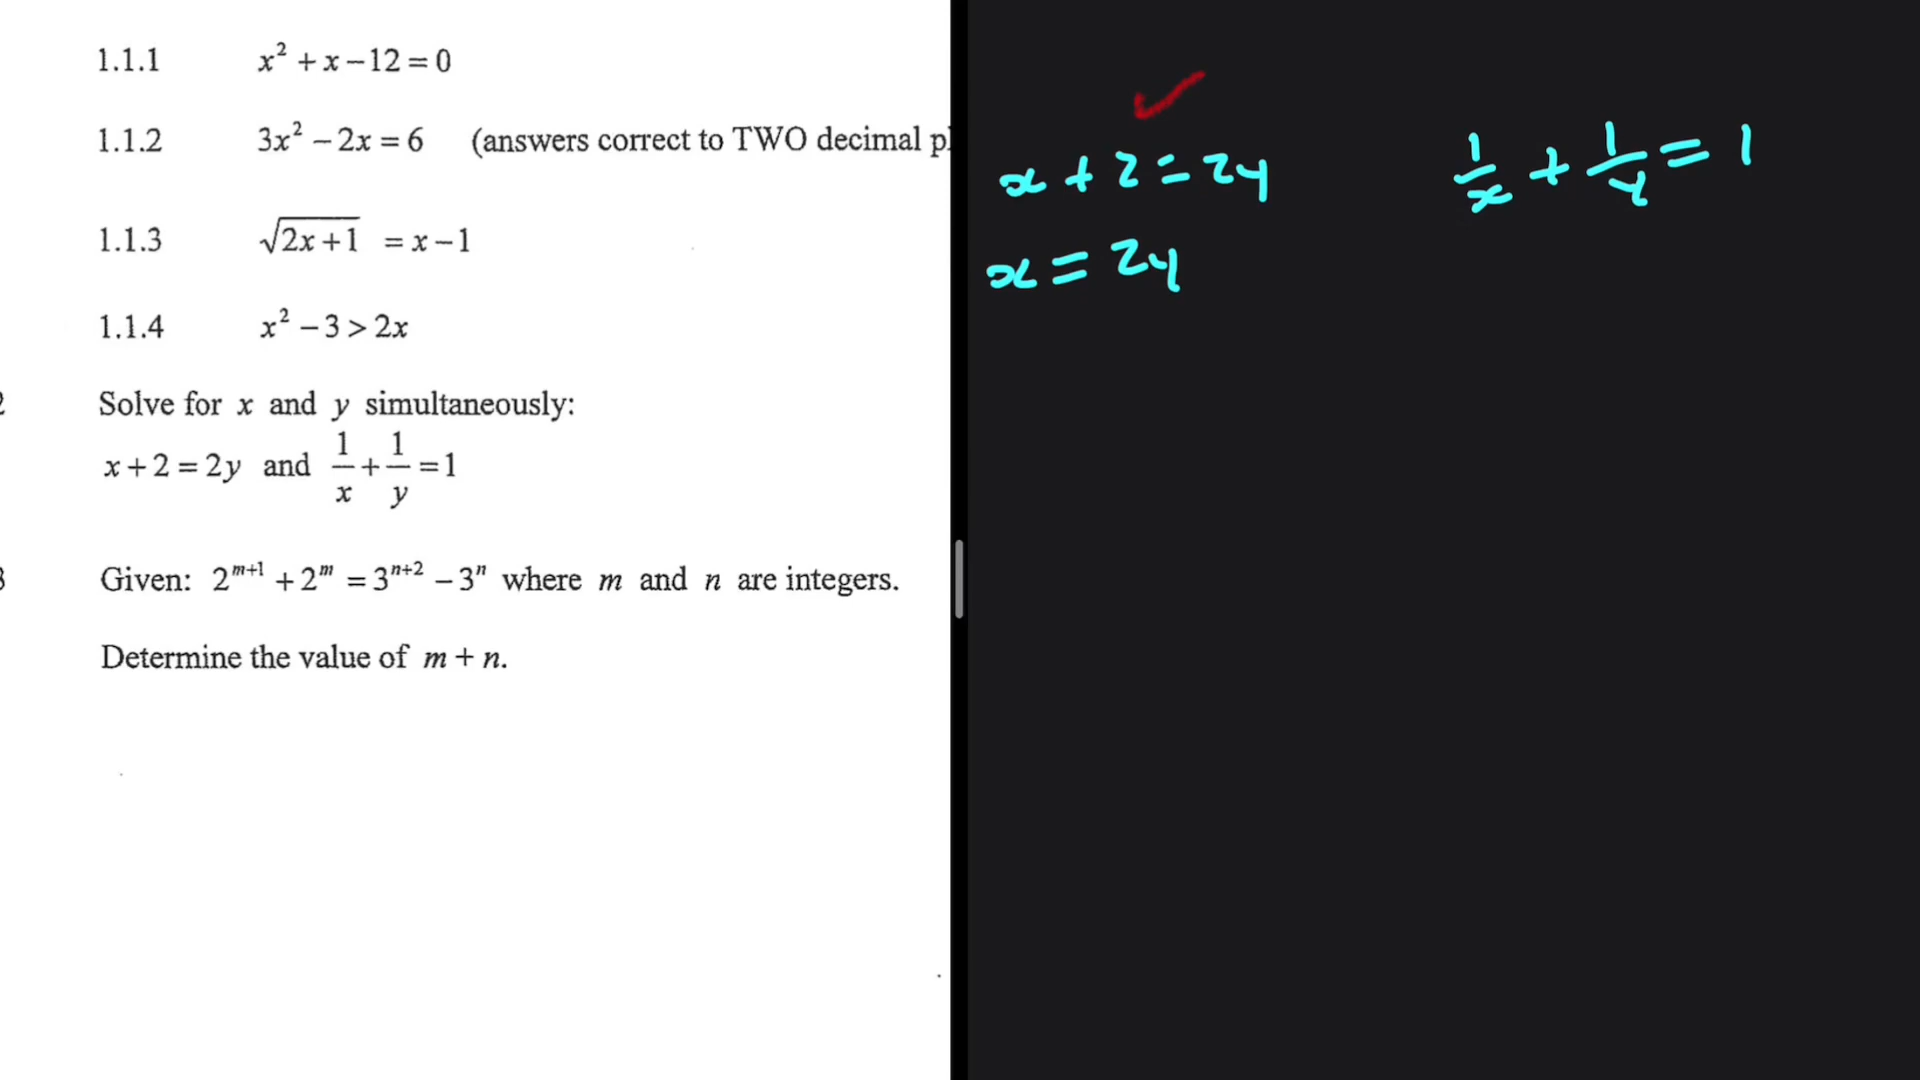 1.1.1 x² + x – 12 = 0
1.1.2 3x² – 2x = 6 (answers correct to TWO decimal
1.1.3 √(2x + 1) = x – 1
1.1.4 x² – 3 > 2x
Solve for x and y simultaneously:
x + 2 = 2y and 1/x + 1/y = 1
Given: 2^(m+1) + 2^m = 3^(n+2) – 3^n where m and n are integers.
Determine the value of m + n.
x + 2 = 2y
x = 2y
1/x + 1/y = 1